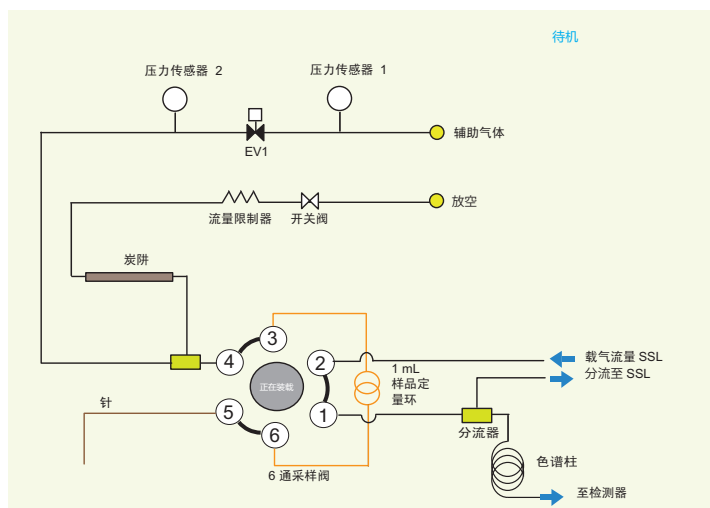 待机
压力传感器 2
压力传感器 1
辅助气体
EV1
放空
流量限制器
开关阀
炭阱
3
4
2
载气流量 SSL
1 mL
样品定
量环
分流至 SSL
正在装载
针
5
1
6
分流器
6 通采样阀
色谱柱
至检测器